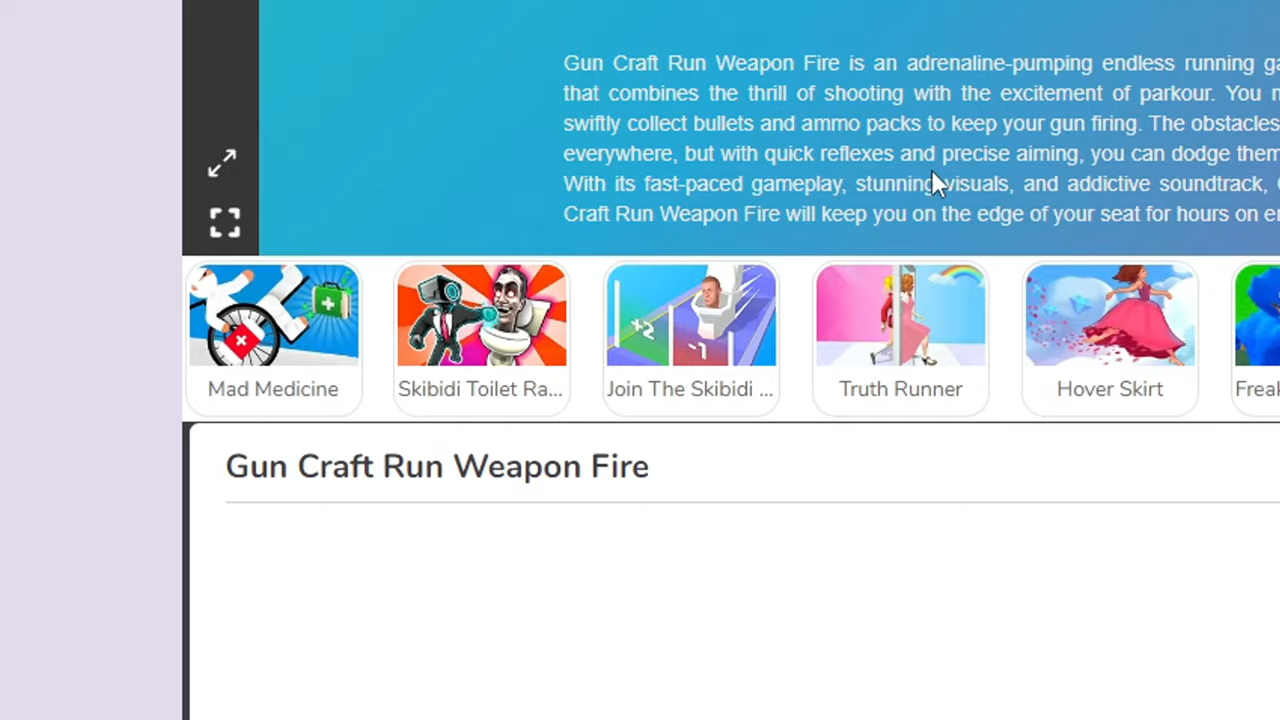 Gun Craft Run Weapon Fire is an adrenaline-pumping endless running
that combines the thrill of shooting with the excitement of parkour. You
swiftly collect bullets and ammo packs to keep your gun firing. The obstacles
everywhere, but with quick reflexes and precise aiming, you can dodge them
With its fast-paced gameplay, stunning visuals, and addictive soundtrack,
Craft Run Weapon Fire will keep you on the edge of your seat for hours on
+2
-1
Mad Medicine
Skibidi Toilet Ra...
Join The Skibidi ...
Truth Runner
Hover Skirt
Freak
Gun Craft Run Weapon Fire